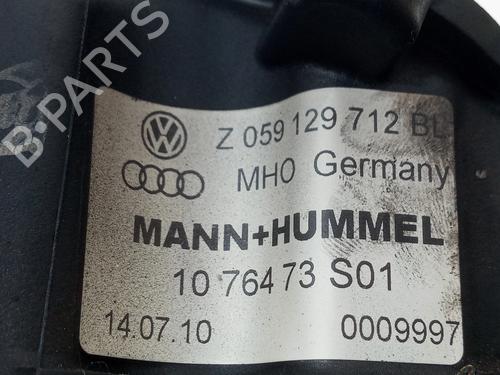 B-PARTS
Z 059 129 712 BL
MHO Germany
MANN+HUMMEL
10 764 73 S01
14.07.10 0009997